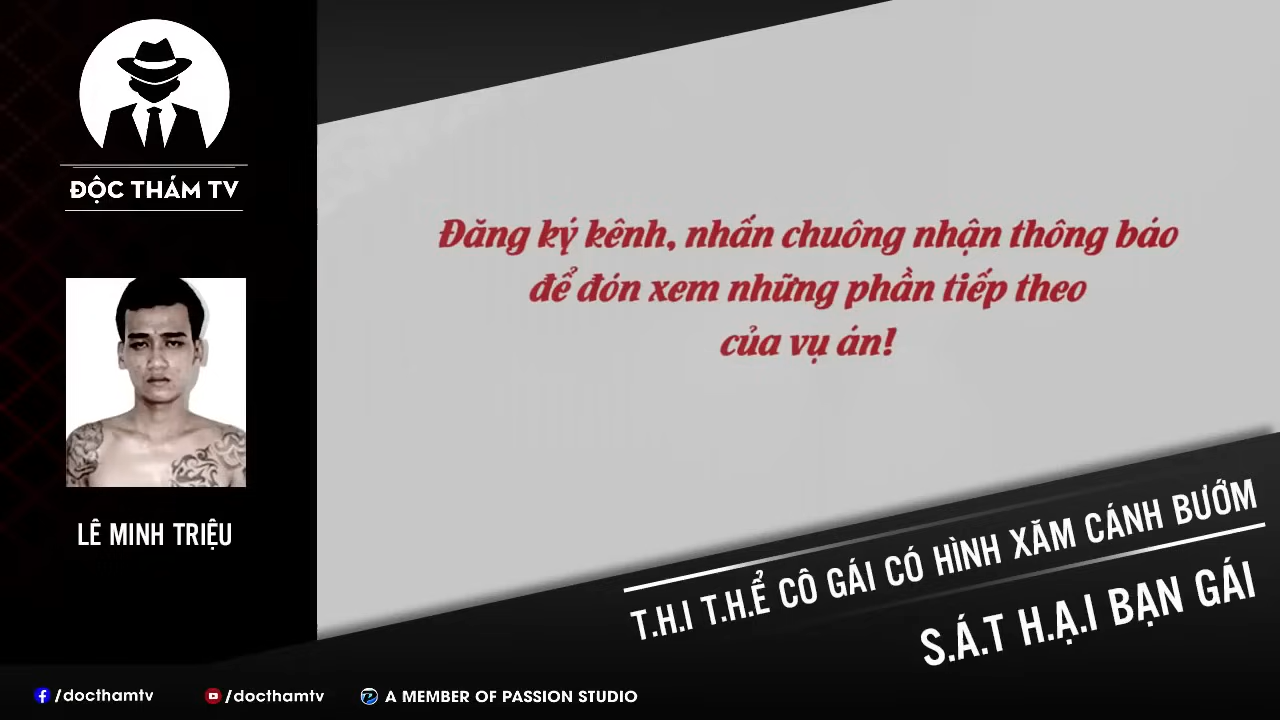 ĐỘC THÁM TV
LÊ MINH TRIỆU
Đăng ký kênh, nhấn chuông nhận thông báo
để đón xem những phần tiếp theo
của vụ án!
T.H.I T.H.Ể CÔ GÁI CÓ HÌNH XĂM CÁNH BƯỚM
S.Á.T H.Ạ.I BẠN GÁI
/docthamtv
/docthamtv
A MEMBER OF PASSION STUDIO